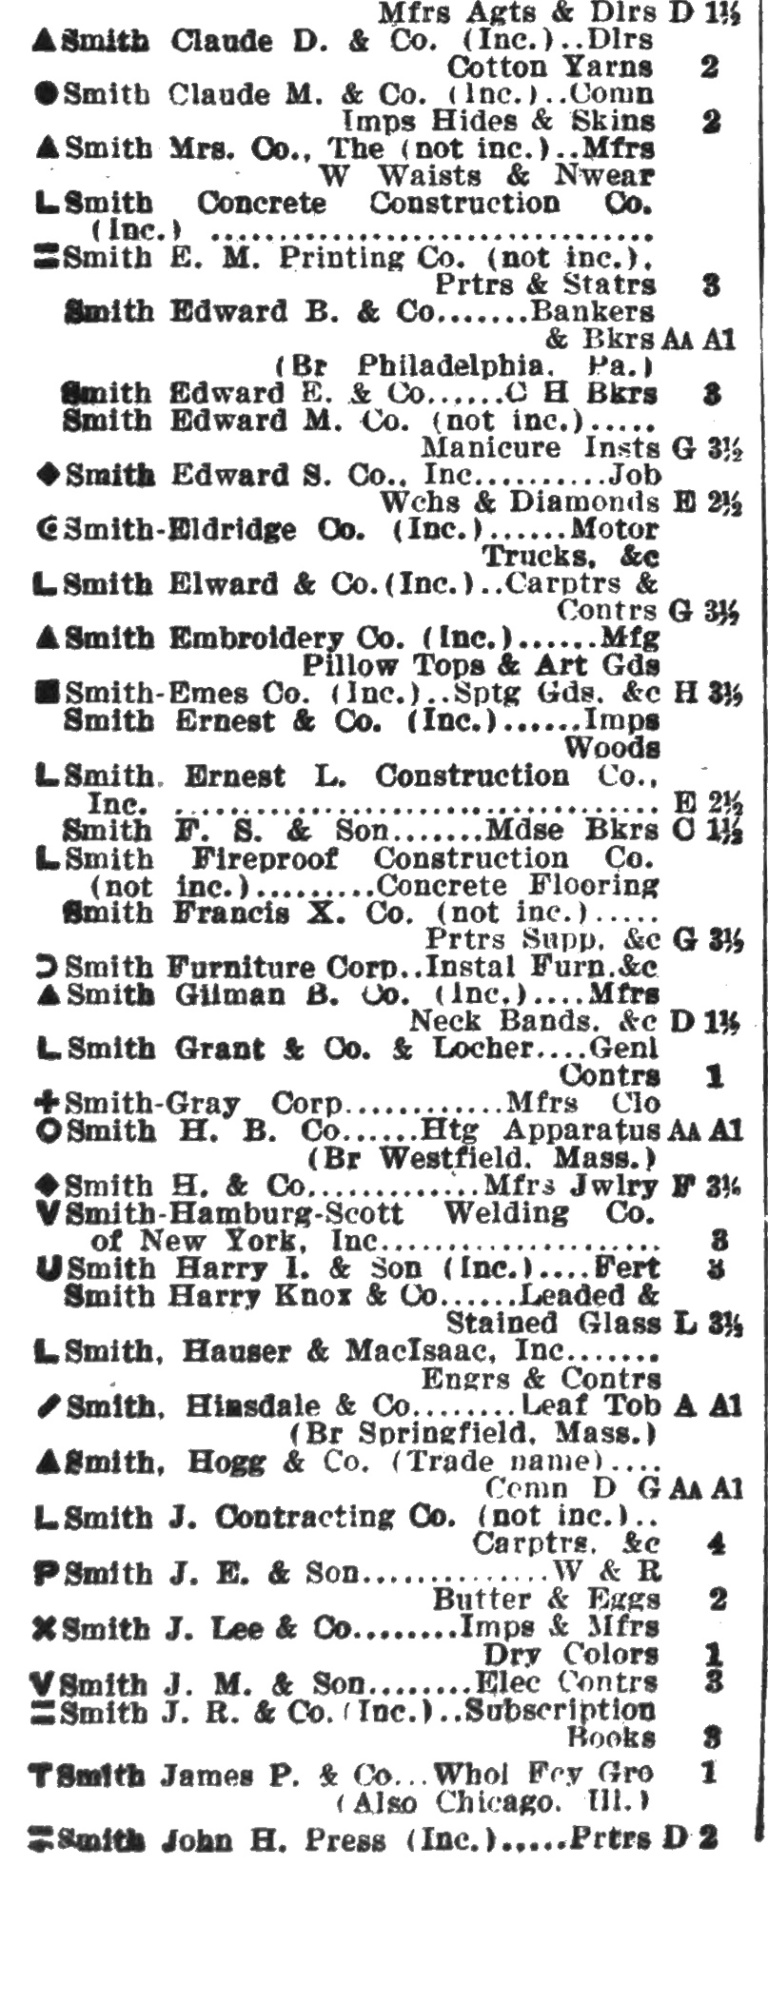 Mfrs Agts & Dlrs D 1½
▲Smith Claude D. & Co. (Inc.)..Dlrs
Cotton Yarns 2
●Smith Claude M. & Co. (Inc.)..Comn
Imps Hides & Skins 2
▲Smith Mrs. Co., The (not inc.)..Mfrs
W Waists & Nwear
LSmith Concrete Construction Co.
(Inc.) ................................
Smith E. M. Printing Co. (not inc.),
Prtrs & Statrs 3
Smith Edward B. & Co.......Bankers
& Bkrs AA A1
(Br Philadelphia, Pa.)
Smith Edward E. & Co......C H Bkrs 3
Smith Edward M. Co. (not inc.).....
Manicure Insts G 3½
◆Smith Edward S. Co., Inc..........Job
Wchs & Diamonds E 2½
Smith-Eldridge Co. (Inc.)......Motor
Trucks, &c
LSmith Elward & Co.(Inc.)..Carptrs &
Contrs G 3½
▲Smith Embroidery Co. (Inc.)......Mfg
Pillow Tops & Art Gds
■Smith-Emes Co. (Inc.)..Sptg Gds, &c H 3½
Smith Ernest & Co. (Inc.)......Imps
Woods
LSmith, Ernest L. Construction Co.,
Inc. ................................... E 2½
Smith F. S. & Son.......Mdse Bkrs C 1½
LSmith Fireproof Construction Co.
(not inc.).........Concrete Flooring
Smith Francis X. Co. (not inc.).....
Prtrs Supp, &c G 3½
Smith Furniture Corp..Instal Furn.&c
▲Smith Gilman B. Co. (Inc.)....Mfrs
Neck Bands, &c D 1½
LSmith Grant & Co. & Locher....Genl
Contrs 1
✚Smith-Gray Corp............Mfrs Clo
OSmith H. B. Co......Htg Apparatus AA A1
(Br Westfield, Mass.)
◆Smith H. & Co.............Mfrs Jwlry F 3½
VSmith-Hamburg-Scott Welding Co.
of New York, Inc.................... 3
USmith Harry I. & Son (Inc.)....Fert 3
Smith Harry Knox & Co......Leaded &
Stained Glass L 3½
LSmith, Hauser & MacIsaac, Inc.......
Engrs & Contrs
Smith, Hinsdale & Co........Leaf Tob A A1
(Br Springfield, Mass.)
▲Smith, Hogg & Co. (Trade name)....
Comn D G AA A1
LSmith J. Contracting Co. (not inc.)..
Carptrs, &c 4
PSmith J. E. & Son..............W & R
Butter & Eggs 2
✖Smith J. Lee & Co........Imps & Mfrs
Dry Colors 1
VSmith J. M. & Son........Elec Contrs 3
Smith J. R. & Co.(Inc.)..Subscription
Books 3
TSmith James P. & Co...Whol Fcy Gro 1
(Also Chicago, Ill.)
Smith John H. Press (Inc.).....Prtrs D 2